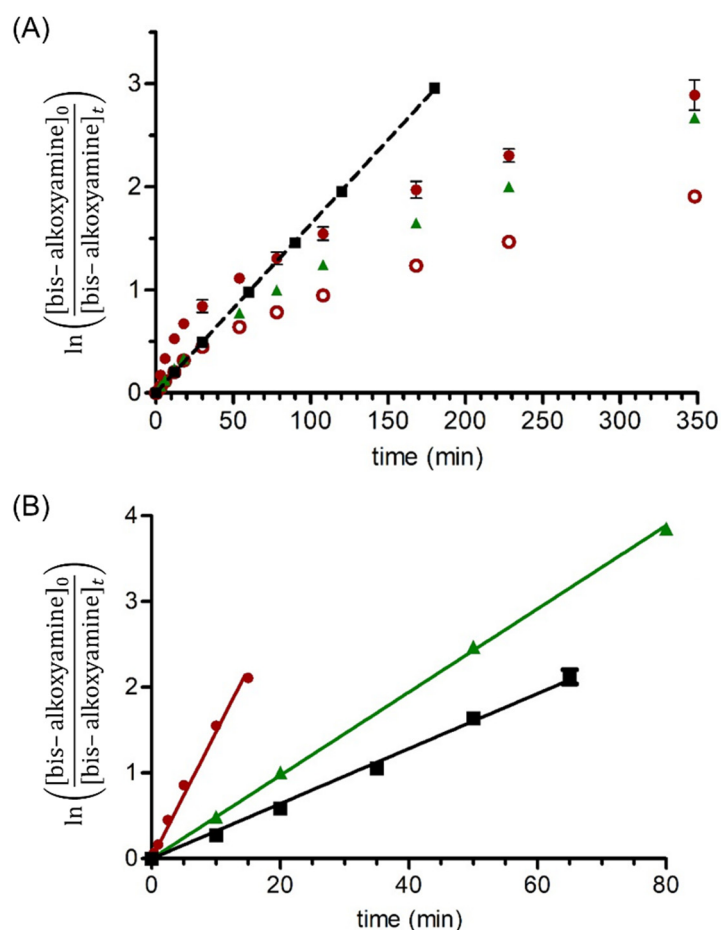 (A)
ln ([bis– alkoxyamine]0 / [bis– alkoxyamine]t)
3
2
1
0
0 50 100 150 200 250 300 350
time (min)
(B)
ln ([bis– alkoxyamine]0 / [bis– alkoxyamine]t)
4
3
2
1
0
0 20 40 60 80
time (min)